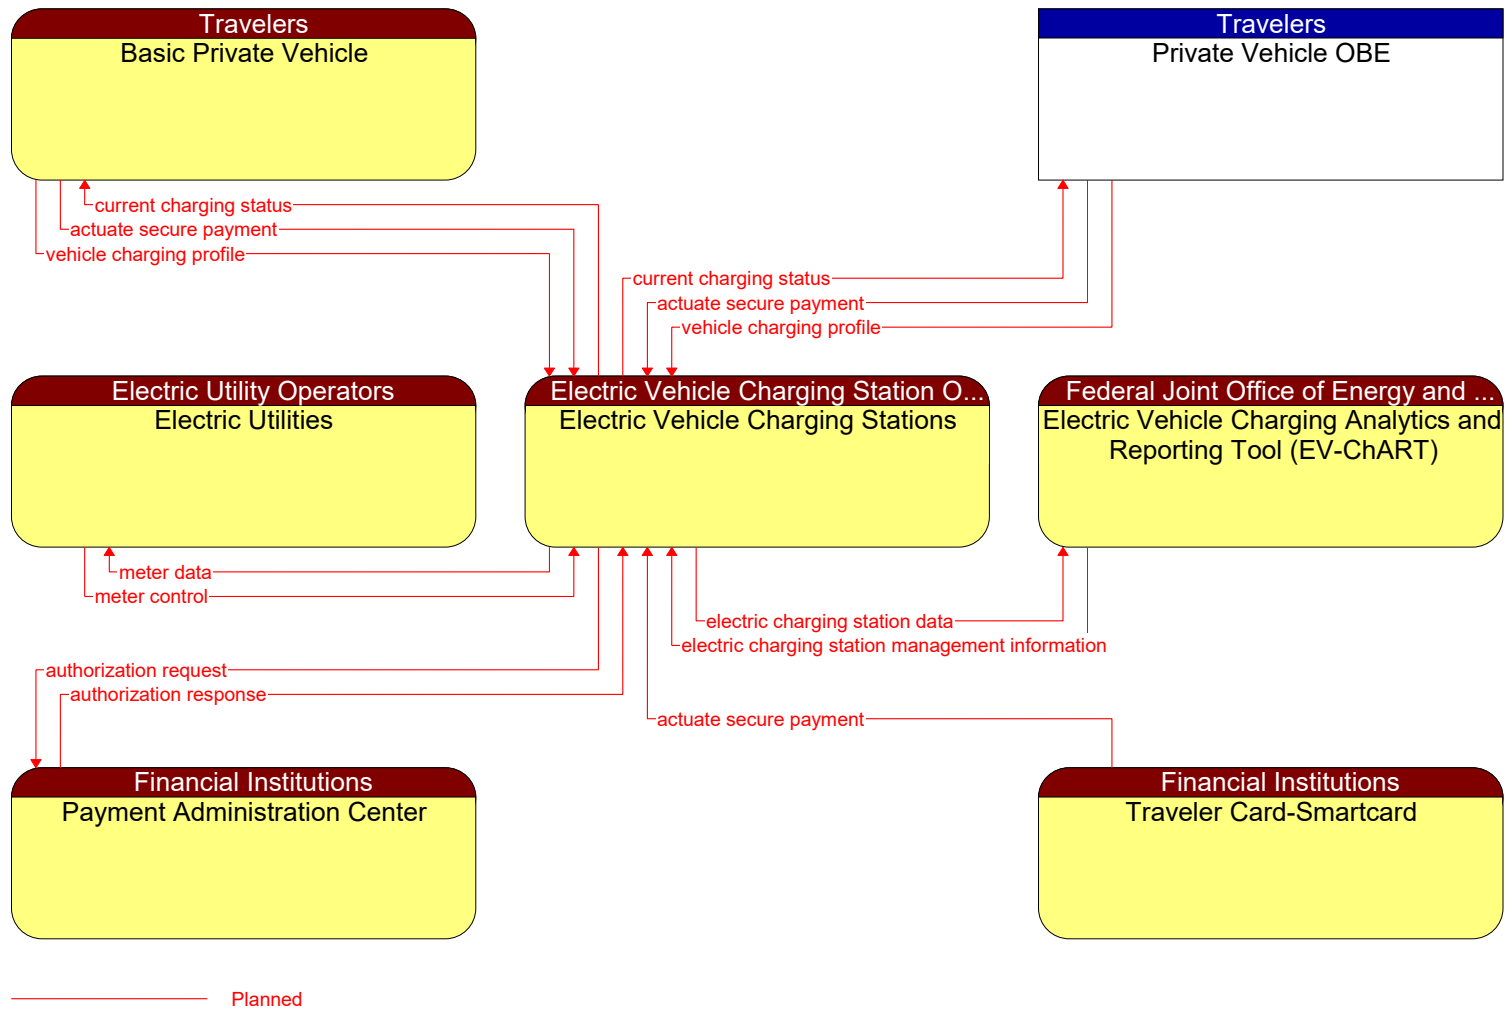 Travelers
Basic Private Vehicle
Travelers
Private Vehicle OBE
current charging status
actuate secure payment
vehicle charging profile
current charging status
actuate secure payment
vehicle charging profile
Electric Utility Operators
Electric Utilities
Electric Vehicle Charging Station O...
Electric Vehicle Charging Stations
Federal Joint Office of Energy and ...
Electric Vehicle Charging Analytics and
Reporting Tool (EV-ChART)
meter data
meter control
electric charging station data
electric charging station management information
authorization request
authorization response
actuate secure payment
Financial Institutions
Payment Administration Center
Financial Institutions
Traveler Card-Smartcard
Planned